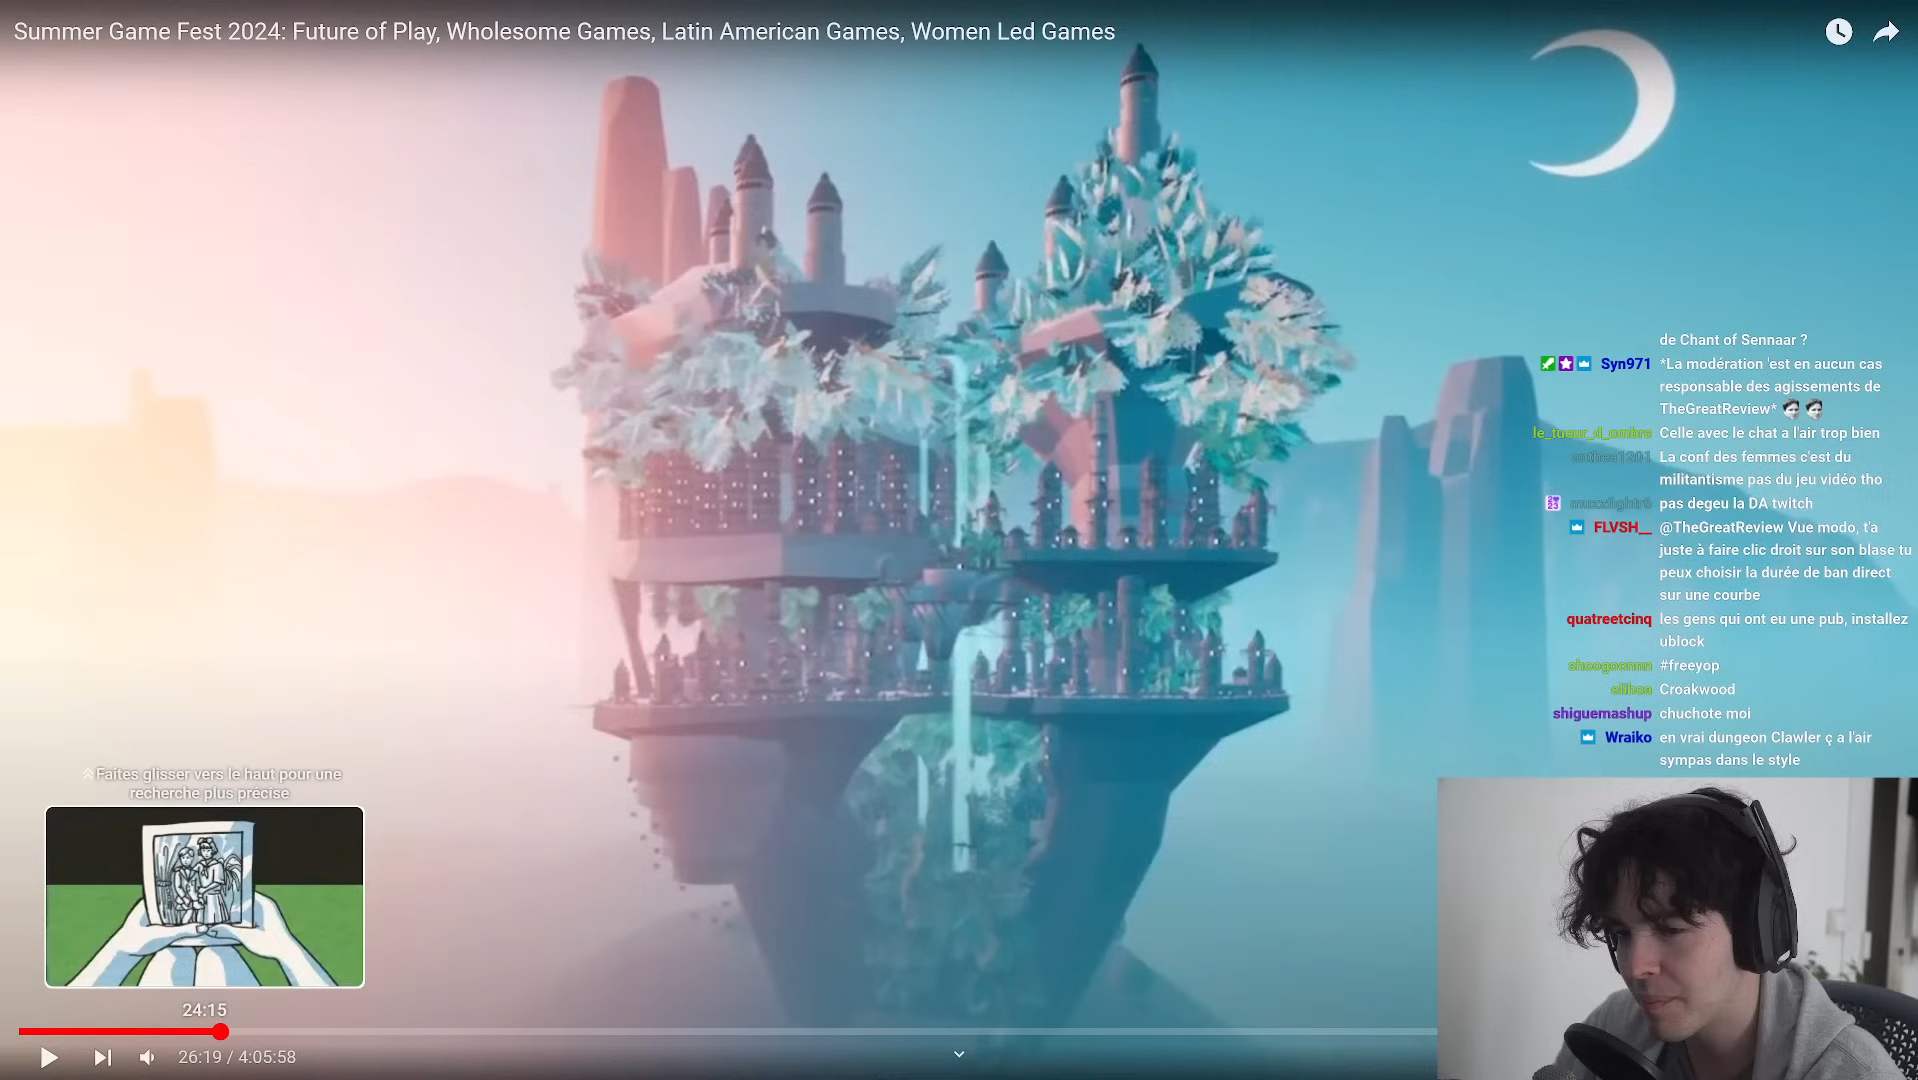 Summer Game Fest 2024: Future of Play, Wholesome Games, Latin American Games, Women Led Games
de Chant of Sennaar ?
Syn971 *La modération 'est en aucun cas
responsable des agissements de
TheGreatReview*
le_tueur_d_ombre Celle avec le chat a l'air trop bien
anthea1201 La conf des femmes c'est du
militantisme pas du jeu vidéo tho
pas degeu la DA twitch
FLVSH__ @TheGreatReview Vue modo, t'a
juste à faire clic droit sur son blase tu
peux choisir la durée de ban direct
sur une courbe
quatreetcinq les gens qui ont eu une pub, installez
ublock
shoogoonnn #freeyop
elihoa Croakwood
shiguemashup chuchote moi
Wraiko en vrai dungeon Clawler ç a l'air
sympas dans le style
Faites glisser vers le haut pour une
recherche plus précise
24:15
26:19 / 4:05:58